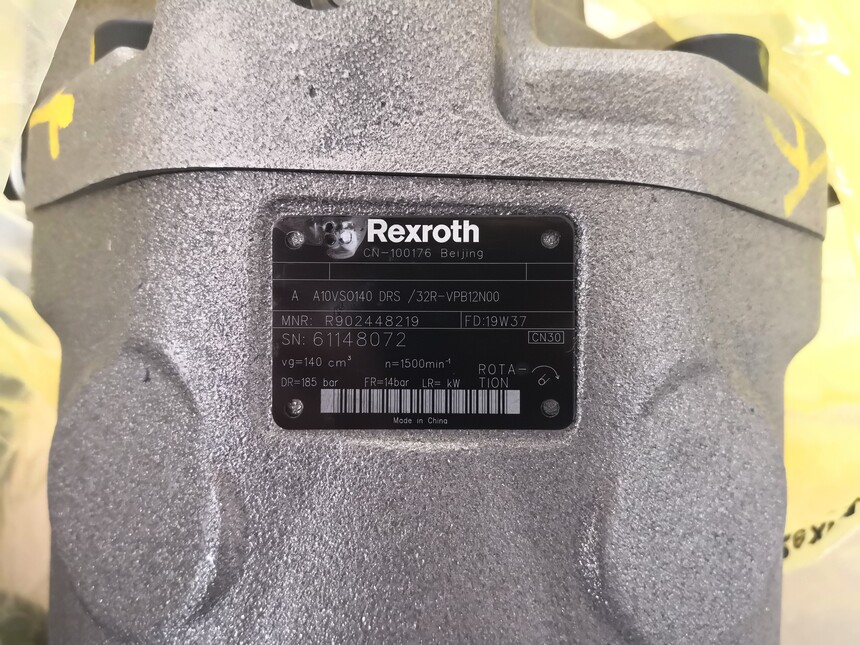 Rexroth
CN-100176 Beijing
A A10VSO140 DRS /32R-VPB12N00
MNR: R902448219 FD:19W37
SN: 61148072 CN30
vg=140 cm³ n=1500min⁻¹ ROTA-
DR=185 bar FR=14bar LR= kW TION
Made in China